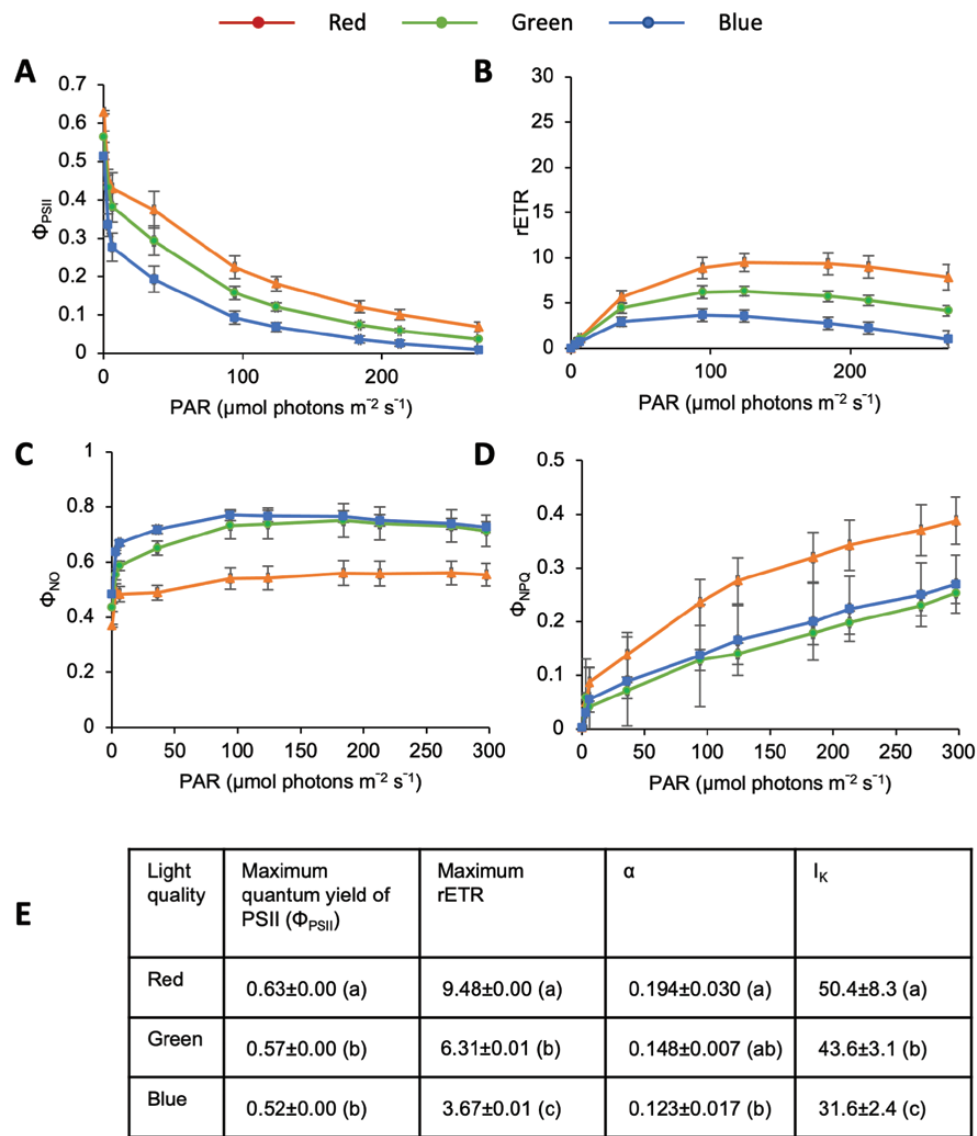 Red Green Blue
A
0.7
0.6
0.5
0.4
0.3
0.2
0.1
0
ΦPSII
0 100 200
PAR (µmol photons m⁻² s⁻¹)
B
30
25
20
15
10
5
0
rETR
0 100 200
PAR (µmol photons m⁻² s⁻¹)
C
1
0.8
0.6
0.4
0.2
0
ΦNO
0 50 100 150 200 250 300
PAR (µmol photons m⁻² s⁻¹)
D
0.5
0.4
0.3
0.2
0.1
0
ΦNPQ
0 50 100 150 200 250 300
PAR (µmol photons m⁻² s⁻¹)
E
Light
quality
Maximum
quantum yield of
PSII (ΦPSII)
Maximum
rETR
α
IK
Red
0.63±0.00 (a)
9.48±0.00 (a)
0.194±0.030 (a)
50.4±8.3 (a)
Green
0.57±0.00 (b)
6.31±0.01 (b)
0.148±0.007 (ab)
43.6±3.1 (b)
Blue
0.52±0.00 (b)
3.67±0.01 (c)
0.123±0.017 (b)
31.6±2.4 (c)